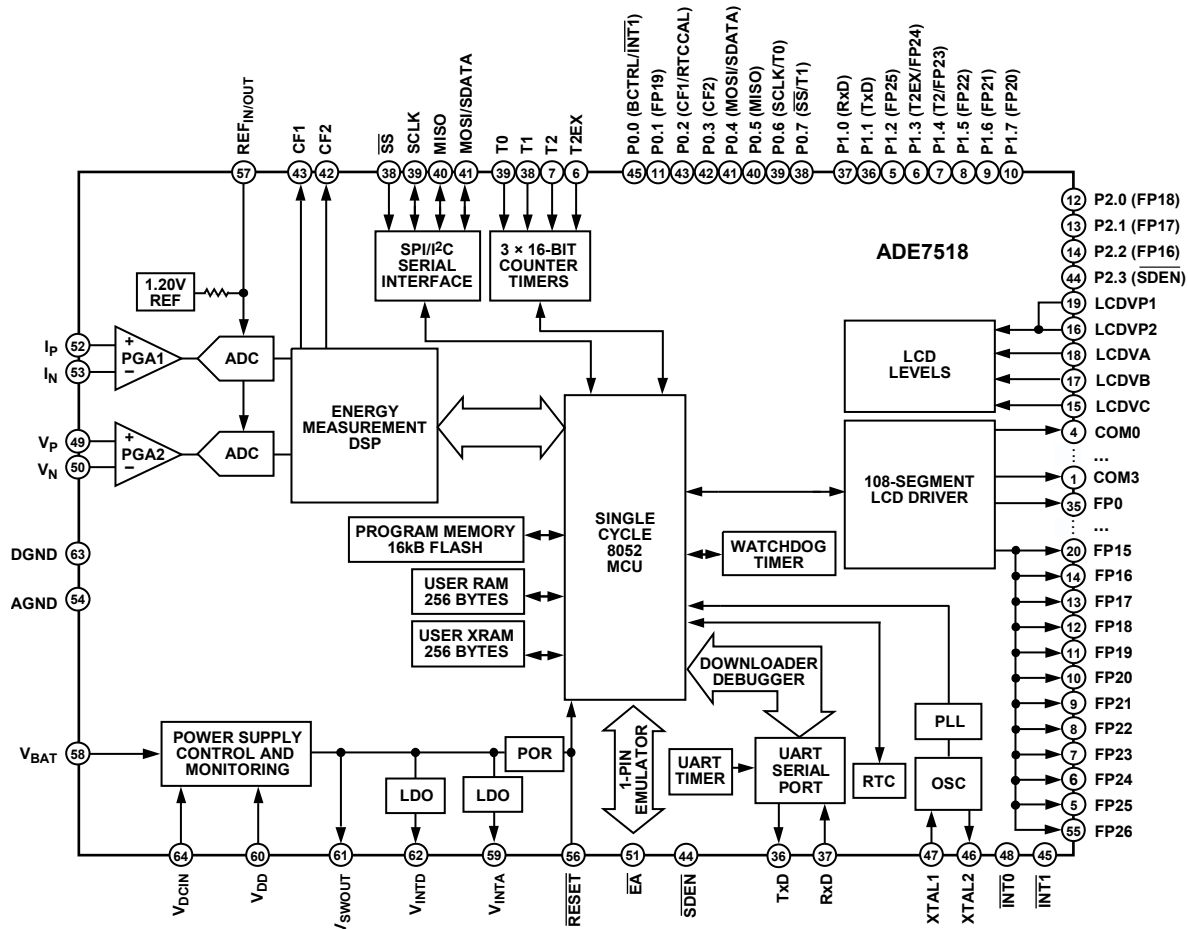 REFIN/OUT
CF1
CF2
SS
SCLK
MISO
MOSI/SDATA
T0
T1
T2
T2EX
P0.0 (BCTRL/INT1)
P0.1 (FP19)
P0.2 (CF1/RTCCAL)
P0.3 (CF2)
P0.4 (MOSI/SDATA)
P0.5 (MISO)
P0.6 (SCLK/T0)
P0.7 (SS/T1)
P1.0 (RxD)
P1.1 (TxD)
P1.2 (FP25)
P1.3 (T2EX/FP24)
P1.4 (T2/FP23)
P1.5 (FP22)
P1.6 (FP21)
P1.7 (FP20)
57
43
42
38
39
40
41
39
38
7
6
45
11
43
42
41
40
39
38
37
36
5
6
7
8
9
10
12 P2.0 (FP18)
13 P2.1 (FP17)
14 P2.2 (FP16)
44 P2.3 (SDEN)
19 LCDVP1
16 LCDVP2
18 LCDVA
17 LCDVB
15 LCDVC
4 COM0
...
1 COM3
35 FP0
...
20 FP15
14 FP16
13 FP17
12 FP18
11 FP19
10 FP20
9 FP21
8 FP22
7 FP23
6 FP24
5 FP25
55 FP26
ADE7518
SPI/I2C
SERIAL
INTERFACE
3 × 16-BIT
COUNTER
TIMERS
1.20V
REF
IP 52
IN 53
+
PGA1
−
ADC
VP 49
VN 50
+
PGA2
−
ADC
ENERGY
MEASUREMENT
DSP
LCD
LEVELS
108-SEGMENT
LCD DRIVER
SINGLE
CYCLE
8052
MCU
PROGRAM MEMORY
16kB FLASH
USER RAM
256 BYTES
USER XRAM
256 BYTES
WATCHDOG
TIMER
DOWNLOADER
DEBUGGER
DGND 63
AGND 54
VBAT 58
POWER SUPPLY
CONTROL AND
MONITORING
LDO
LDO
POR
1-PIN
EMULATOR
UART
TIMER
UART
SERIAL
PORT
RTC
PLL
OSC
64
60
61
62
59
56
51
44
36
37
47
46
48
45
VDCIN
VDD
VSWOUT
VINTD
VINTA
RESET
EA
SDEN
TxD
RxD
XTAL1
XTAL2
INT0
INT1